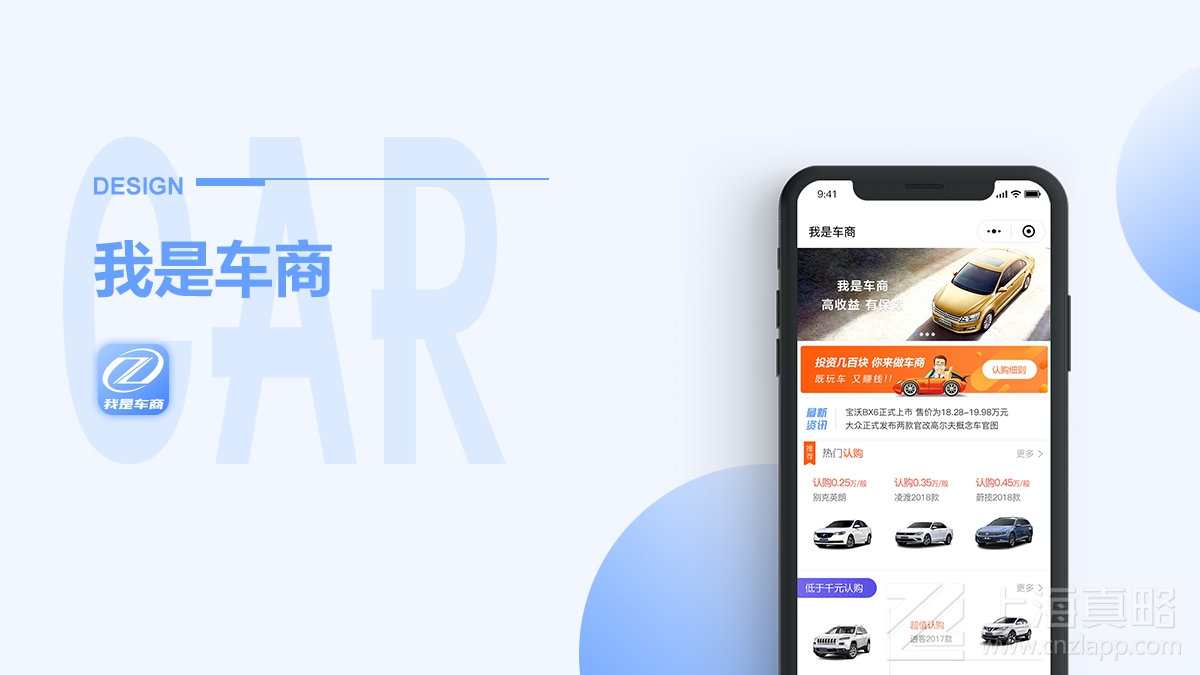 CAR
DESIGN
我是车商
我是车商
9:41
我是车商
我是车商
高收益 有保障
投资几百块 你来做车商
既玩车 又赚钱!!
认购细则
最新
资讯
宝沃BX6正式上市 售价为18.28-19.98万元
大众正式发布两款官改高尔夫概念车官图
推荐
热门认购
更多
认购0.25万/股
认购0.35万/股
认购0.45万/股
别克英朗
凌渡2018款
蔚揽2018款
低于千元认购
更多
超值认购
逍客2017款
上海真略
www.cnzlapp.com